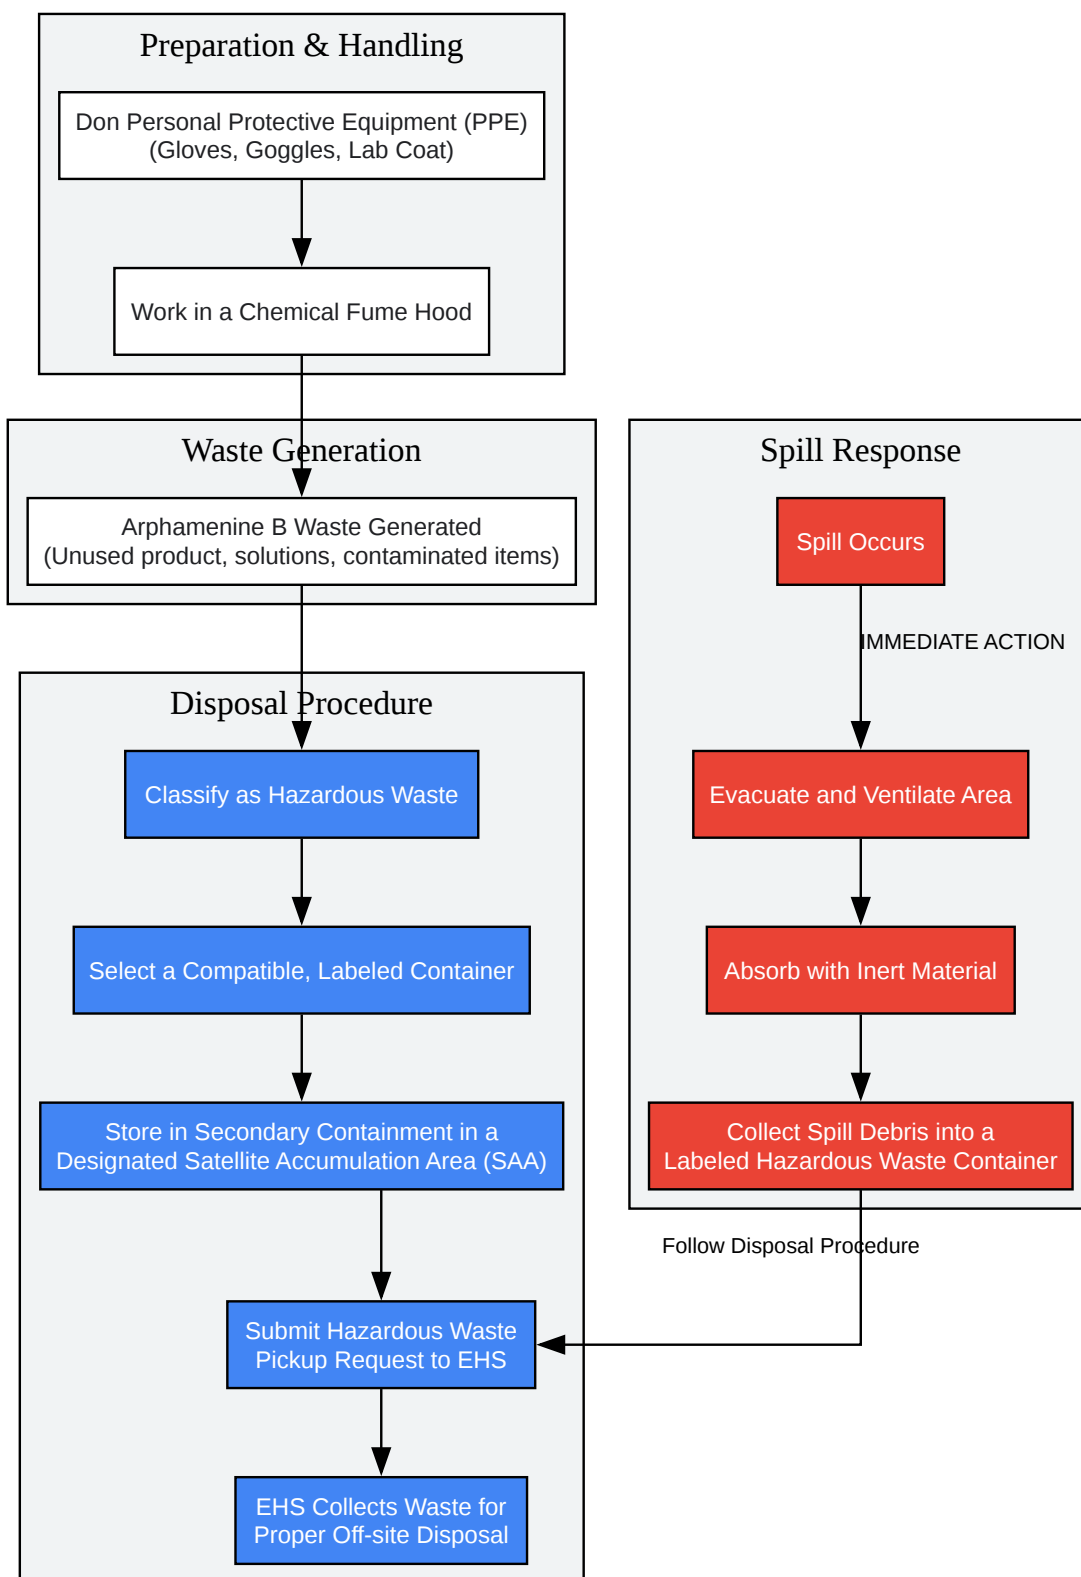 Preparation & Handling
Don Personal Protective Equipment (PPE)
(Gloves, Goggles, Lab Coat)
Work in a Chemical Fume Hood
Waste Generation
Arphamenine B Waste Generated
(Unused product, solutions, contaminated items)
Disposal Procedure
Classify as Hazardous Waste
Select a Compatible, Labeled Container
Store in Secondary Containment in a
Designated Satellite Accumulation Area (SAA)
Submit Hazardous Waste
Pickup Request to EHS
EHS Collects Waste for
Proper Off-site Disposal
Spill Response
Spill Occurs
IMMEDIATE ACTION
Evacuate and Ventilate Area
Absorb with Inert Material
Collect Spill Debris into a
Labeled Hazardous Waste Container
Follow Disposal Procedure